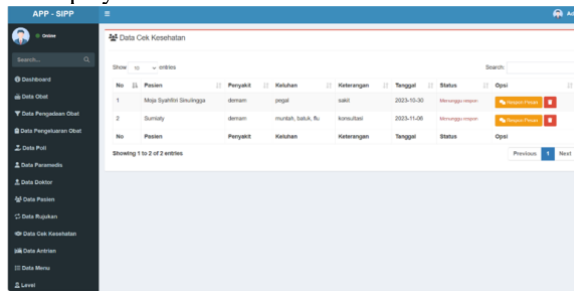 APP - SIPP
Online
Data Cek Kesehatan
Search...
Show 10 entries
Search:
No Pasien Penyakit Keluhan Keterangan Tanggal Status Opsi
1 Moja Syahfitri Sinulingga demam pegal sakit 2023-10-30 Menunggu respon Respon Pasien
2 Sumiaty demam muntah, batuk, flu konsultasi 2023-11-06 Menunggu respon Respon Pasien
No Pasien Penyakit Keluhan Keterangan Tanggal Status Opsi
Showing 1 to 2 of 2 entries
Previous 1 Next
Dashboard
Data Obat
Data Pengadaan Obat
Data Pengeluaran Obat
Data Poli
Data Paramedis
Data Doktor
Data Pasien
Data Rujukan
Data Cek Kesehatan
Data Antrian
Data Menu
Level